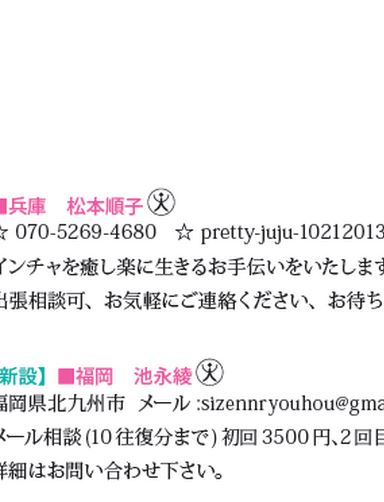 ■兵庫　松本順子
☆ 070-5269-4680　☆ pretty-juju-10212013
インチャを癒し楽に生きるお手伝いをいたします
出張相談可、お気軽にご連絡ください、お待ち
新設】■福岡　池永綾
福岡県北九州市　メール :sizennryouhou@gma
メール相談 (10 往復分まで) 初回 3500 円、2 回目
詳細はお問い合わせ下さい。